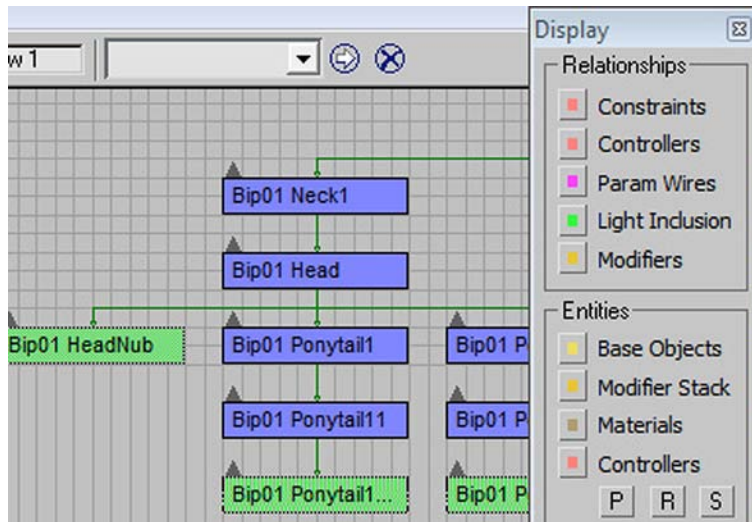 w 1
Display
Relationships
Constraints
Controllers
Param Wires
Light Inclusion
Modifiers
Entities
Base Objects
Modifier Stack
Materials
Controllers
P R S
Bip01 Neck1
Bip01 Head
Bip01 HeadNub
Bip01 Ponytail1
Bip01 P
Bip01 Ponytail11
Bip01 P
Bip01 Ponytail1...
Bip01 P